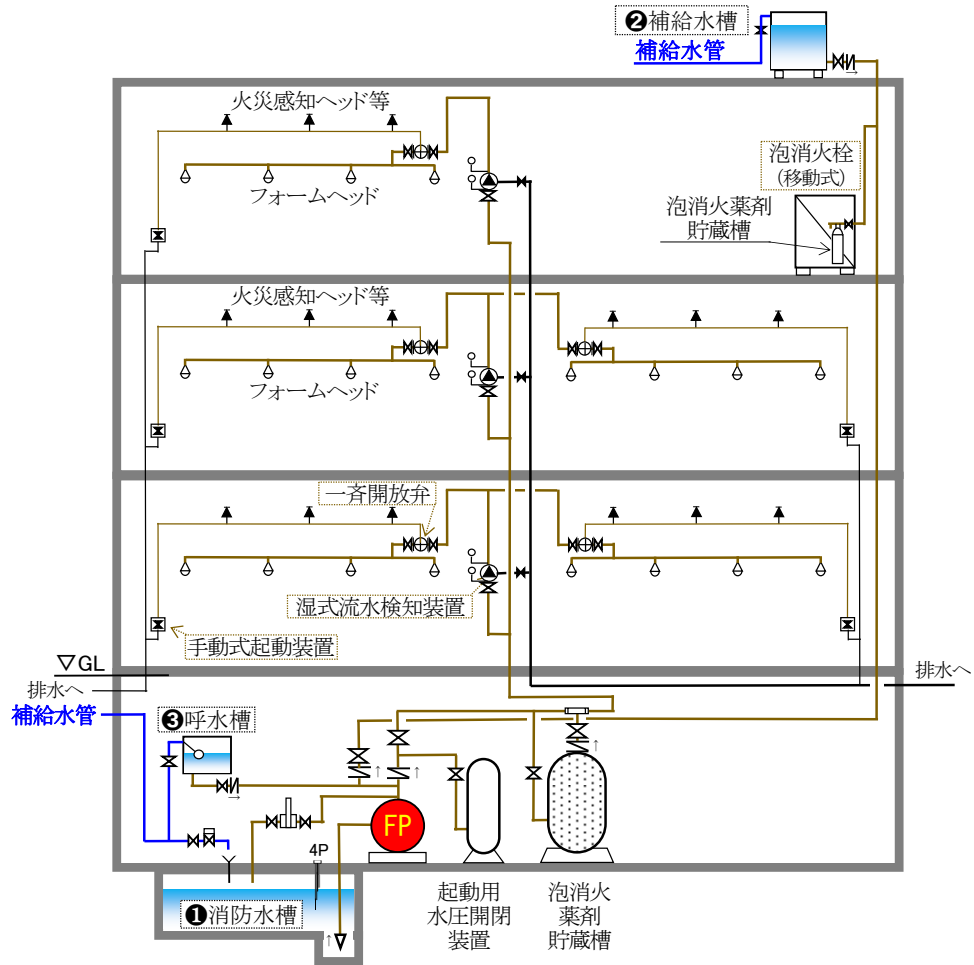 ❷補給水槽
補給水管
火災感知ヘッド等
フォームヘッド
泡消火栓
(移動式)
泡消火薬剤
貯蔵槽
→
火災感知ヘッド等
フォームヘッド
一斉開放弁
湿式流水検知装置
手動式起動装置
▽GL
排水へ
排水へ
補給水管
❸呼水槽
→
↑
↑
↑
FP
4P
❶消防水槽
↑
起動用
水圧開閉
装置
泡消火
薬剤
貯蔵槽